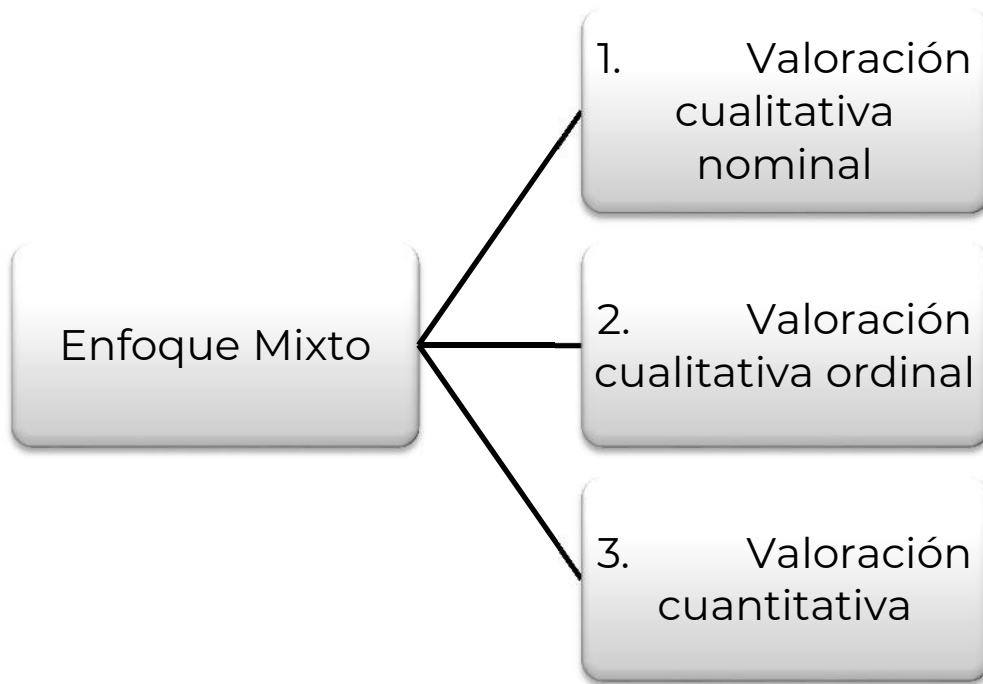 Enfoque Mixto
1. Valoración
cualitativa
nominal
2. Valoración
cualitativa ordinal
3. Valoración
cuantitativa